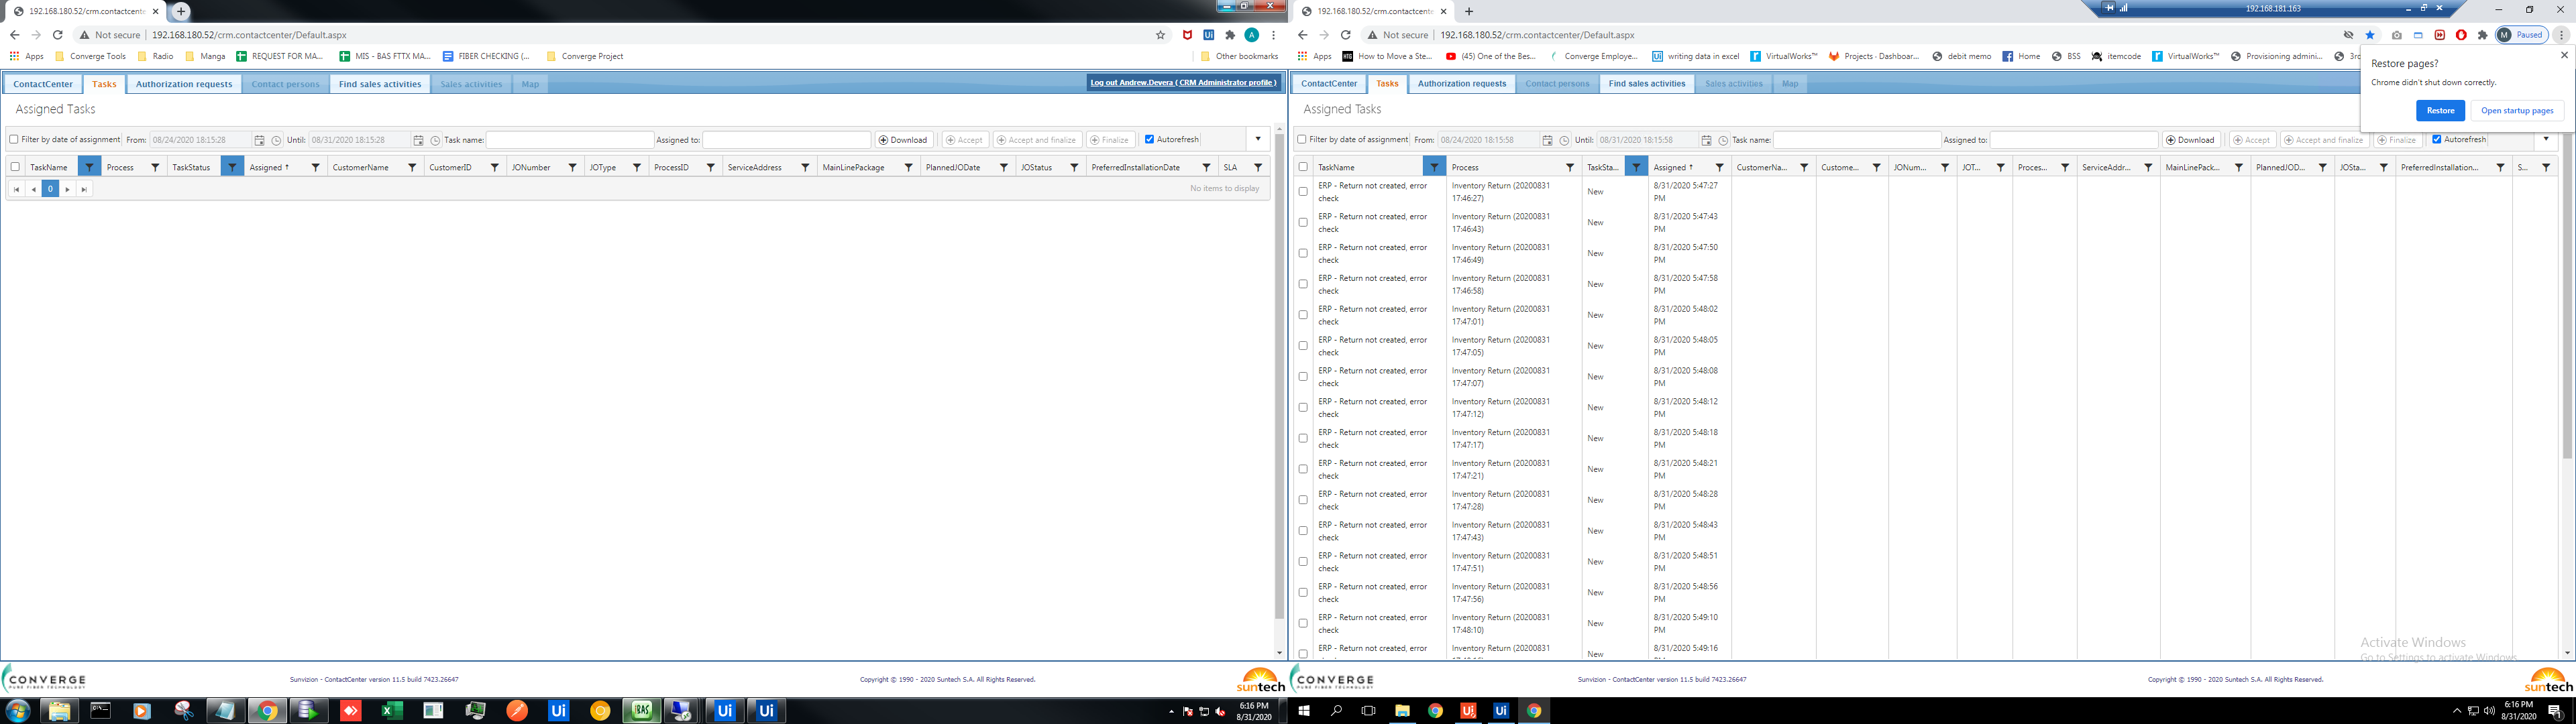 192.168.180.52/crm.contactcente
Not secure 192.168.180.52/crm.contactcenter/Default.aspx
Apps Converge Tools Radio Manga REQUEST FOR MA... MIS - BAS FTTX MA... FIBER CHECKING (... Converge Project Other bookmarks
ContactCenter Tasks Authorization requests Contact persons Find sales activities Sales activities Map Log out Andrew.Devera ( CRM Administrator profile )
Assigned Tasks
Filter by date of assignment From: 08/24/2020 18:15:28 Until: 08/31/2020 18:15:28 Task name: Assigned to: Download Accept Accept and finalize Finalize Autorefresh
TaskName Process TaskStatus Assigned ↑ CustomerName CustomerID JONumber JOType ProcessID ServiceAddress MainLinePackage PlannedJODate JOStatus PreferredInstallationDate SLA
0 No items to display
CONVERGE
PURE FIBER TECHNOLOGY
Sunvizion - ContactCenter version 11.5 build 7423.26647
Copyright © 1990 - 2020 Suntech S.A. All Rights Reserved.
suntech
6:16 PM
8/31/2020
192.168.180.52/crm.contactcente
192.168.181.163
Not secure 192.168.180.52/crm.contactcenter/Default.aspx M Paused
Apps How to Move a Ste... (45) One of the Bes... Converge Employe... writing data in excel VirtualWorks™ Projects - Dashboar... debit memo Home BSS itemcode VirtualWorks™ Provisioning admini... 3rd
Restore pages?
Chrome didn't shut down correctly.
Restore Open startup pages
ContactCenter Tasks Authorization requests Contact persons Find sales activities Sales activities Map
Assigned Tasks
Filter by date of assignment From: 08/24/2020 18:15:58 Until: 08/31/2020 18:15:58 Task name: Assigned to: Download Accept Accept and finalize Finalize Autorefresh
TaskName Process TaskSta... Assigned ↑ CustomerNa... Custome... JONum... JOT... Proces... ServiceAddr... MainLinePack... PlannedJOD... JOSta... PreferredInstallation... S...
ERP - Return not created, error check Inventory Return (20200831 17:46:27) New 8/31/2020 5:47:27 PM
ERP - Return not created, error check Inventory Return (20200831 17:46:43) New 8/31/2020 5:47:43 PM
ERP - Return not created, error check Inventory Return (20200831 17:46:49) New 8/31/2020 5:47:50 PM
ERP - Return not created, error check Inventory Return (20200831 17:46:58) New 8/31/2020 5:47:58 PM
ERP - Return not created, error check Inventory Return (20200831 17:47:01) New 8/31/2020 5:48:02 PM
ERP - Return not created, error check Inventory Return (20200831 17:47:05) New 8/31/2020 5:48:05 PM
ERP - Return not created, error check Inventory Return (20200831 17:47:07) New 8/31/2020 5:48:08 PM
ERP - Return not created, error check Inventory Return (20200831 17:47:12) New 8/31/2020 5:48:12 PM
ERP - Return not created, error check Inventory Return (20200831 17:47:17) New 8/31/2020 5:48:18 PM
ERP - Return not created, error check Inventory Return (20200831 17:47:21) New 8/31/2020 5:48:21 PM
ERP - Return not created, error check Inventory Return (20200831 17:47:28) New 8/31/2020 5:48:28 PM
ERP - Return not created, error check Inventory Return (20200831 17:47:43) New 8/31/2020 5:48:43 PM
ERP - Return not created, error check Inventory Return (20200831 17:47:51) New 8/31/2020 5:48:51 PM
ERP - Return not created, error check Inventory Return (20200831 17:47:56) New 8/31/2020 5:48:56 PM
ERP - Return not created, error check Inventory Return (20200831 17:48:10) New 8/31/2020 5:49:10 PM
ERP - Return not created, error Inventory Return (20200831 New 8/31/2020 5:49:16
Activate Windows
Go to Settings to activate Windows.
CONVERGE
PURE FIBER TECHNOLOGY
Sunvizion - ContactCenter version 11.5 build 7423.26647
Copyright © 1990 - 2020 Suntech S.A. All Rights Reserved.
suntech
6:16 PM
8/31/2020